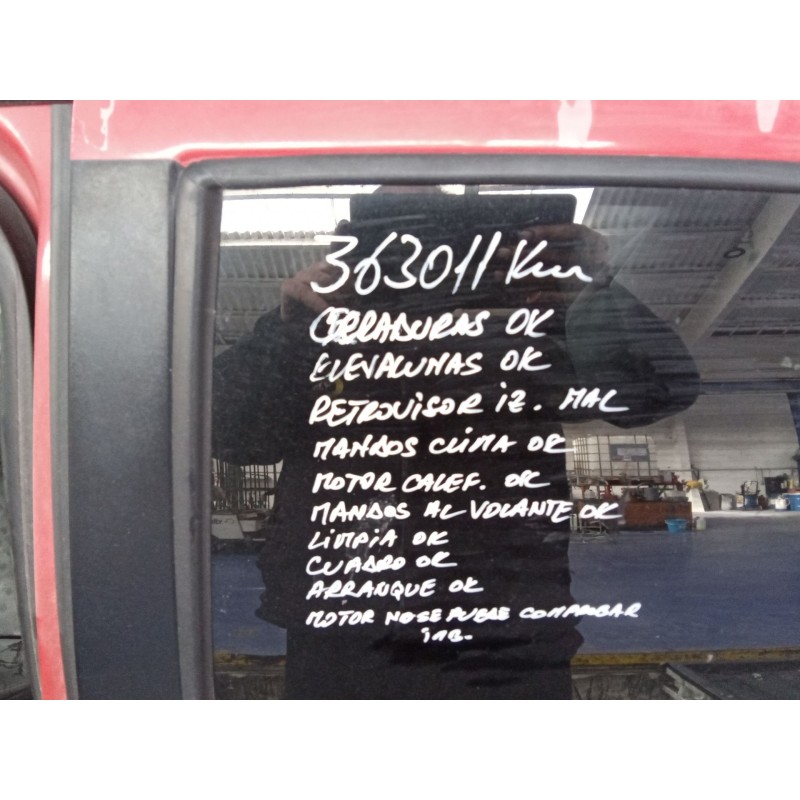 363011 Km
CERRADURAS OK
ELEVALUNAS OK
RETROVISOR iZ. MAL
MANDOS CLIMA OK
MOTOR CALEF. OK
MANDOS AL VOLANTE OK
LIMPIA OK
CUADRO OK
ARRANQUE OK
MOTOR NO SE PUEDE COMPROBAR